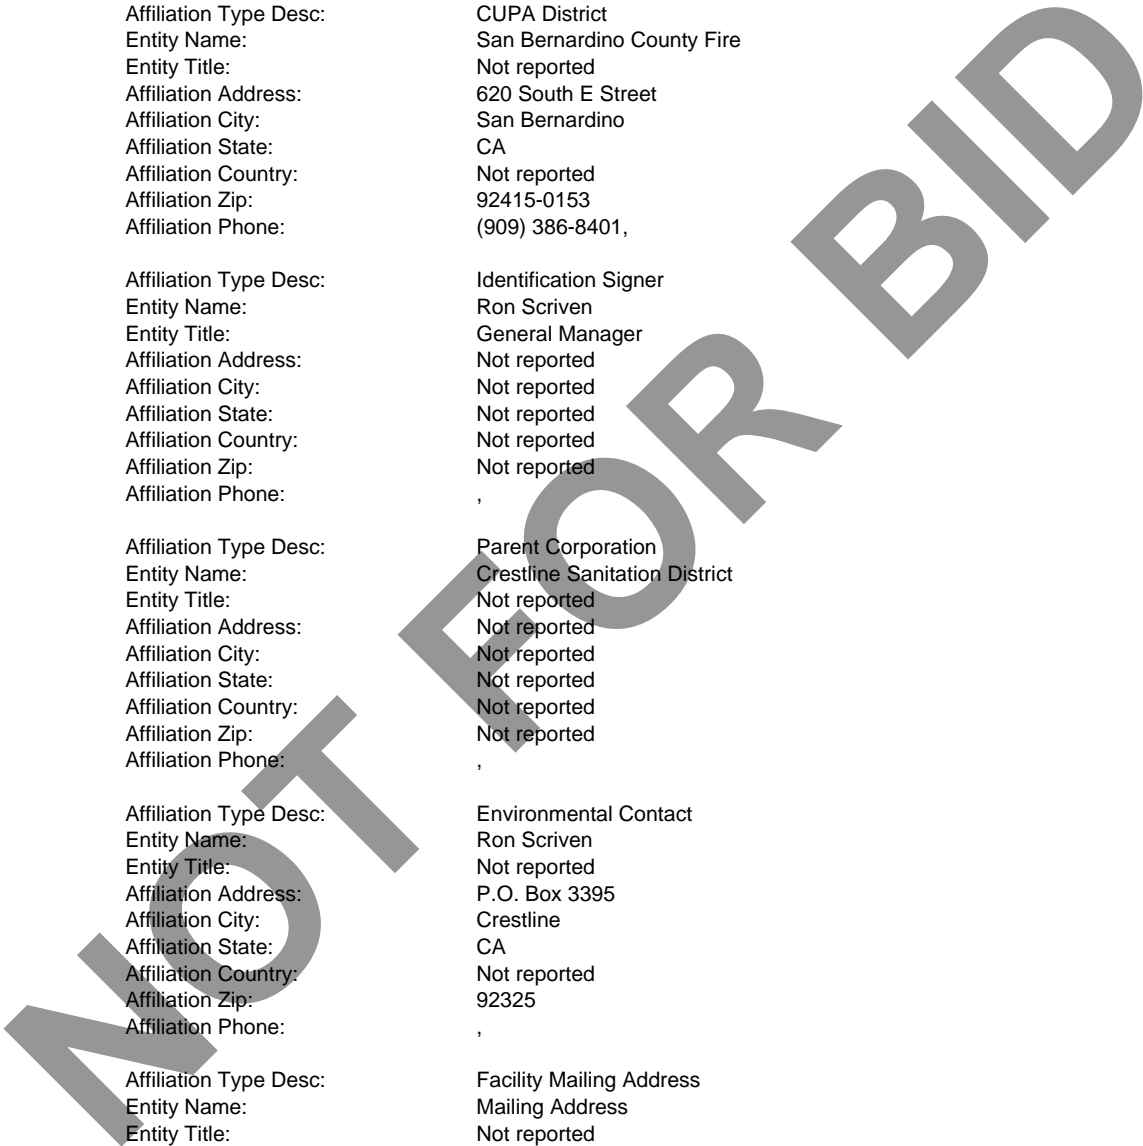 Affiliation Type Desc: CUPA District
Entity Name: San Bernardino County Fire
Entity Title: Not reported
Affiliation Address: 620 South E Street
Affiliation City: San Bernardino
Affiliation State: CA
Affiliation Country: Not reported
Affiliation Zip: 92415-0153
Affiliation Phone: (909) 386-8401,
Affiliation Type Desc: Identification Signer
Entity Name: Ron Scriven
Entity Title: General Manager
Affiliation Address: Not reported
Affiliation City: Not reported
Affiliation State: Not reported
Affiliation Country: Not reported
Affiliation Zip: Not reported
Affiliation Phone: ,
Affiliation Type Desc: Parent Corporation
Entity Name: Crestline Sanitation District
Entity Title: Not reported
Affiliation Address: Not reported
Affiliation City: Not reported
Affiliation State: Not reported
Affiliation Country: Not reported
Affiliation Zip: Not reported
Affiliation Phone: ,
Affiliation Type Desc: Environmental Contact
Entity Name: Ron Scriven
Entity Title: Not reported
Affiliation Address: P.O. Box 3395
Affiliation City: Crestline
Affiliation State: CA
Affiliation Country: Not reported
Affiliation Zip: 92325
Affiliation Phone: ,
Affiliation Type Desc: Facility Mailing Address
Entity Name: Mailing Address
Entity Title: Not reported
NOT FOR BID